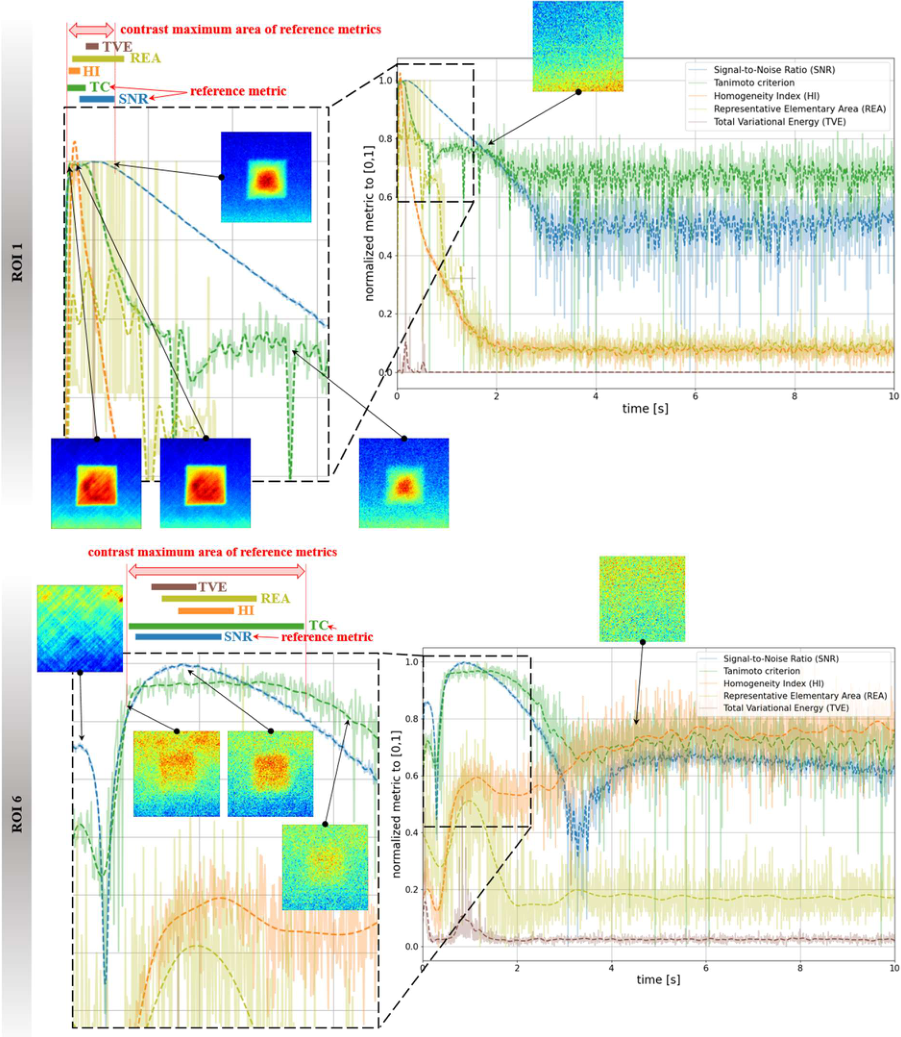 contrast maximum area of reference metrics
TVE
REA
HI
TC
reference metric
SNR
ROI 1
normalized metric to [0,1]
1.0
0.8
0.6
0.4
0.2
0.0
0
2
4
6
8
10
time [s]
Signal-to-Noise Ratio (SNR)
Tanimoto criterion
Homogeneity Index (HI)
Representative Elementary Area (REA)
Total Variational Energy (TVE)
contrast maximum area of reference metrics
TVE
REA
HI
TC
SNR
reference metric
ROI 6
normalized metric to [0,1]
1.0
0.8
0.6
0.4
0.2
0.0
0
2
4
6
8
10
time [s]
Signal-to-Noise Ratio (SNR)
Tanimoto criterion
Homogeneity Index (HI)
Representative Elementary Area (REA)
Total Variational Energy (TVE)